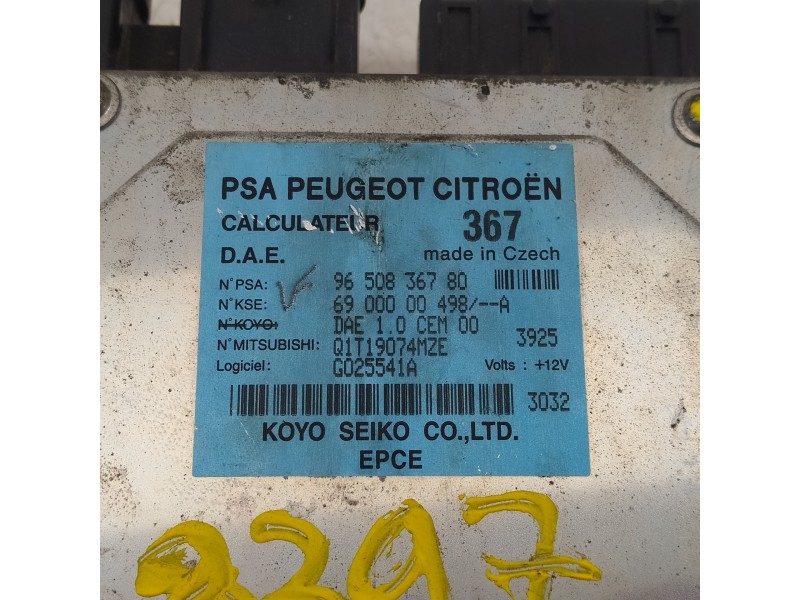 PSA PEUGEOT CITROËN
CALCULATEUR 367
D.A.E. made in Czech
N°PSA: 96 508 367 80
N°KSE: 69 000 00 498/--A
N°KOYO: DAE 1.0 CEM 00
N°MITSUBISHI: Q1T19074MZE 3925
Logiciel: G025541A Volts : +12V
3032
KOYO SEIKO CO.,LTD.
EPCE
2297